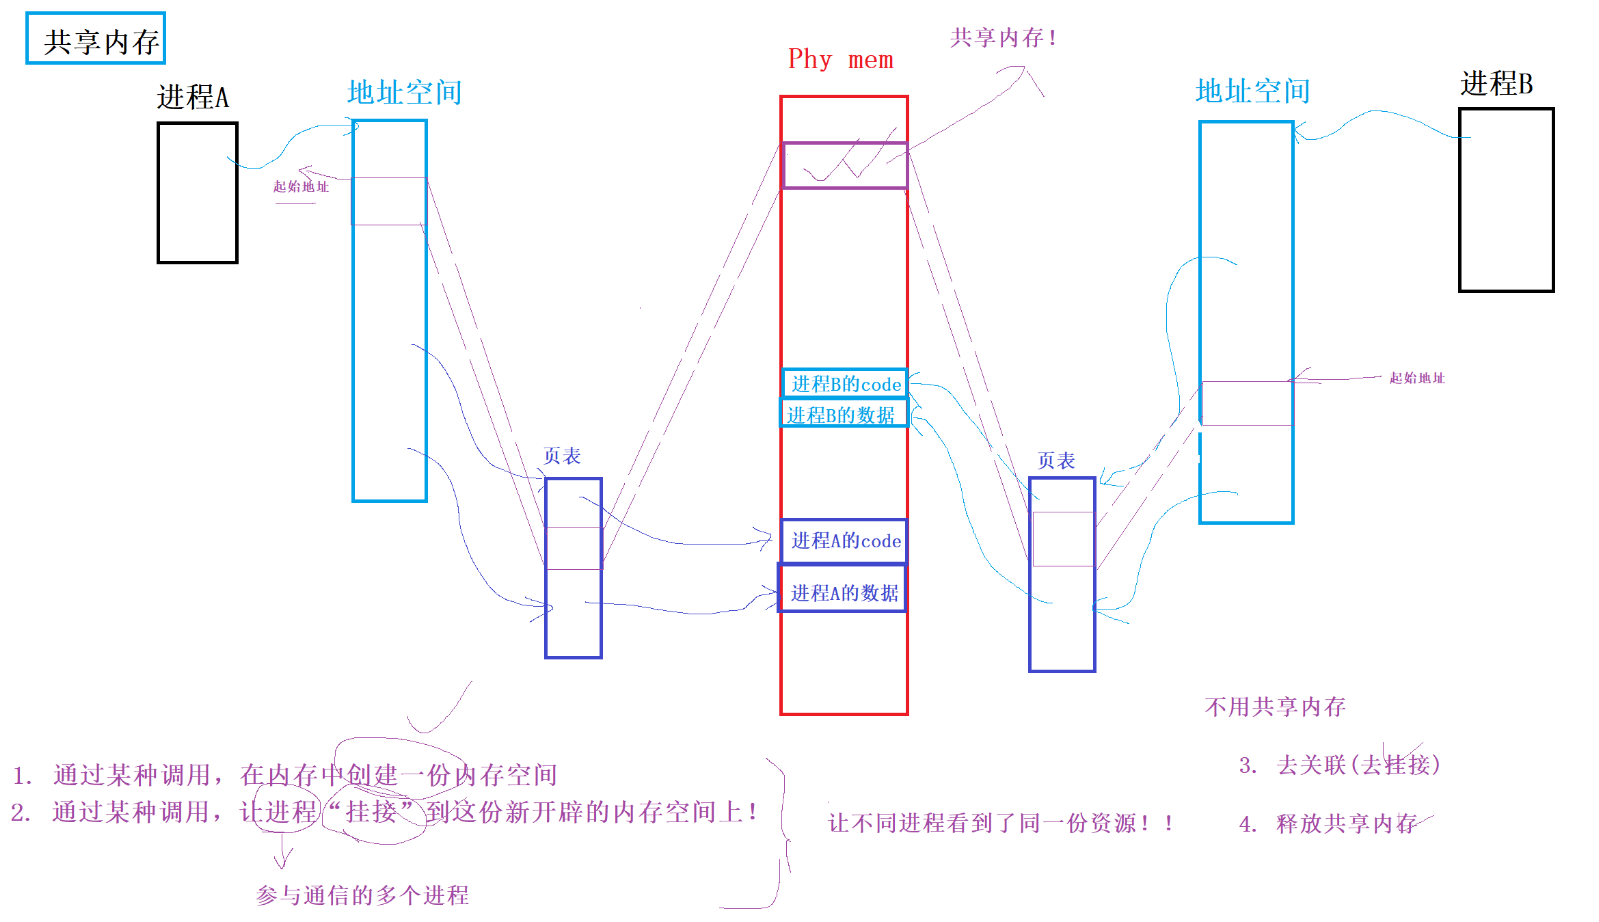 共享内存
共享内存！
Phy mem
进程A
地址空间
地址空间
进程B
起始地址
起始地址
进程B的code
进程B的数据
页表
页表
进程A的code
进程A的数据
不用共享内存
1. 通过某种调用，在内存中创建一份内存空间
2. 通过某种调用，让进程“挂接”到这份新开辟的内存空间上！
3. 去关联(去挂接)
让不同进程看到了同一份资源！！
4. 释放共享内存
参与通信的多个进程